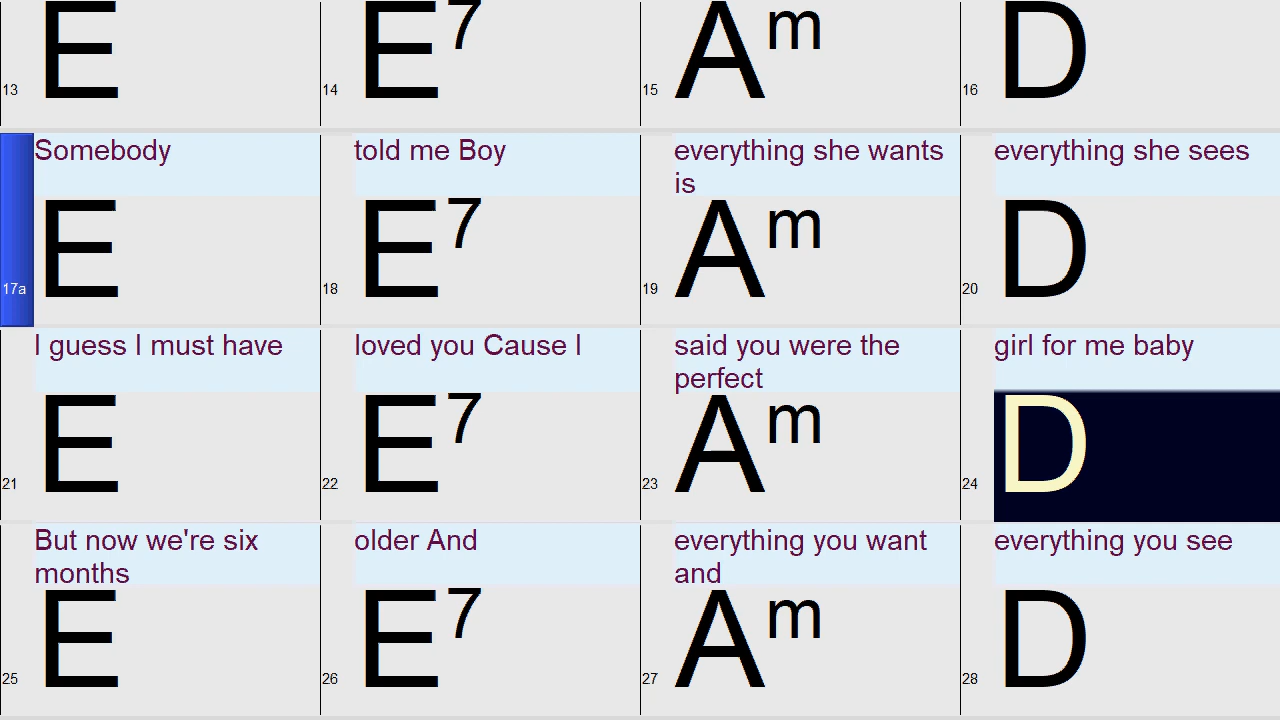 13 E 14 E7 15 Am 16 D
Somebody told me Boy everything she wants is everything she sees
17a E 18 E7 19 Am 20 D
I guess I must have loved you Cause I said you were the perfect girl for me baby
21 E 22 E7 23 Am 24 D
But now we're six months older And everything you want and everything you see
25 E 26 E7 27 Am 28 D